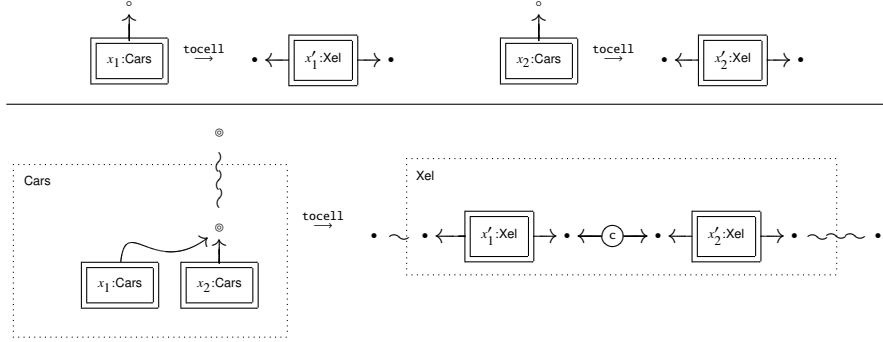 x₁:Cars tocell → x′₁:Xel x₂:Cars tocell → x′₂:Xel
Cars Xel
tocell →
x′₁:Xel c x′₂:Xel
x₁:Cars x₂:Cars